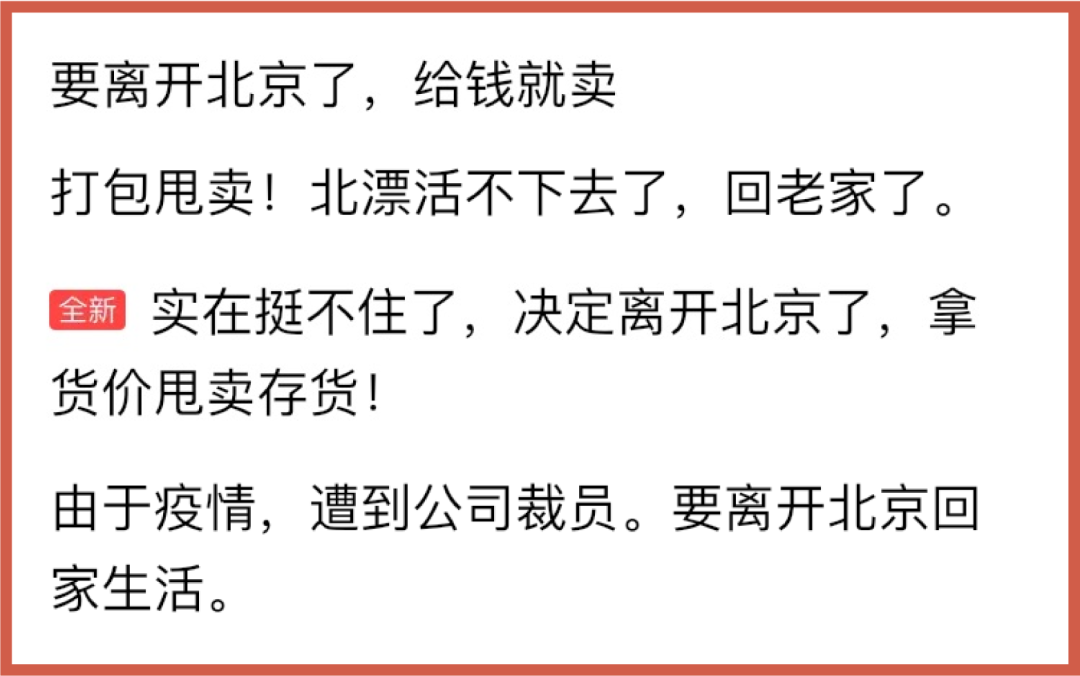 要离开北京了，给钱就卖
打包甩卖！北漂活不下去了，回老家了。
全新 实在挺不住了，决定离开北京了，拿
货价甩卖存货！
由于疫情，遭到公司裁员。要离开北京回
家生活。